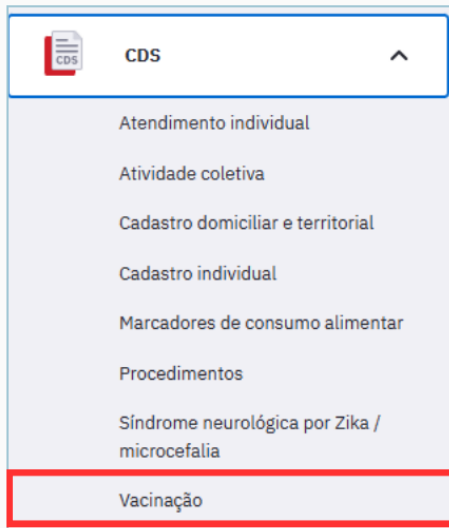 CDS
CDS
Atendimento individual
Atividade coletiva
Cadastro domiciliar e territorial
Cadastro individual
Marcadores de consumo alimentar
Procedimentos
Síndrome neurológica por Zika /
microcefalia
Vacinação